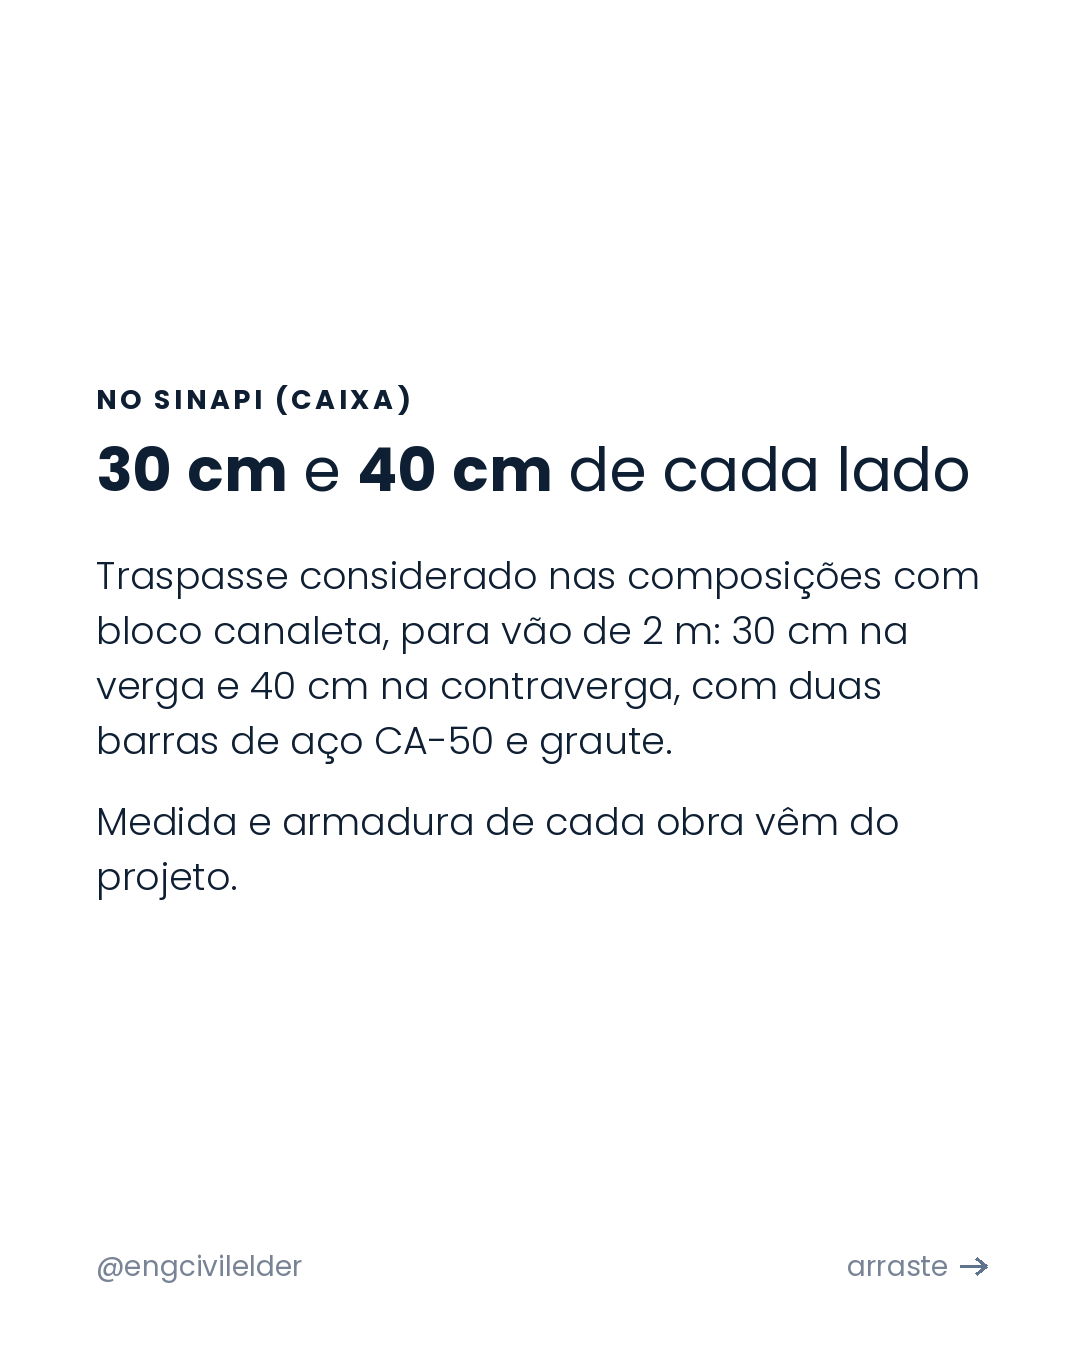 NO SINAPI (CAIXA)
30 cm e 40 cm de cada lado
Traspasse considerado nas composições com
bloco canaleta, para vão de 2 m: 30 cm na
verga e 40 cm na contraverga, com duas
barras de aço CA-50 e graute.
Medida e armadura de cada obra vêm do
projeto.
@engcivilelder
arraste →